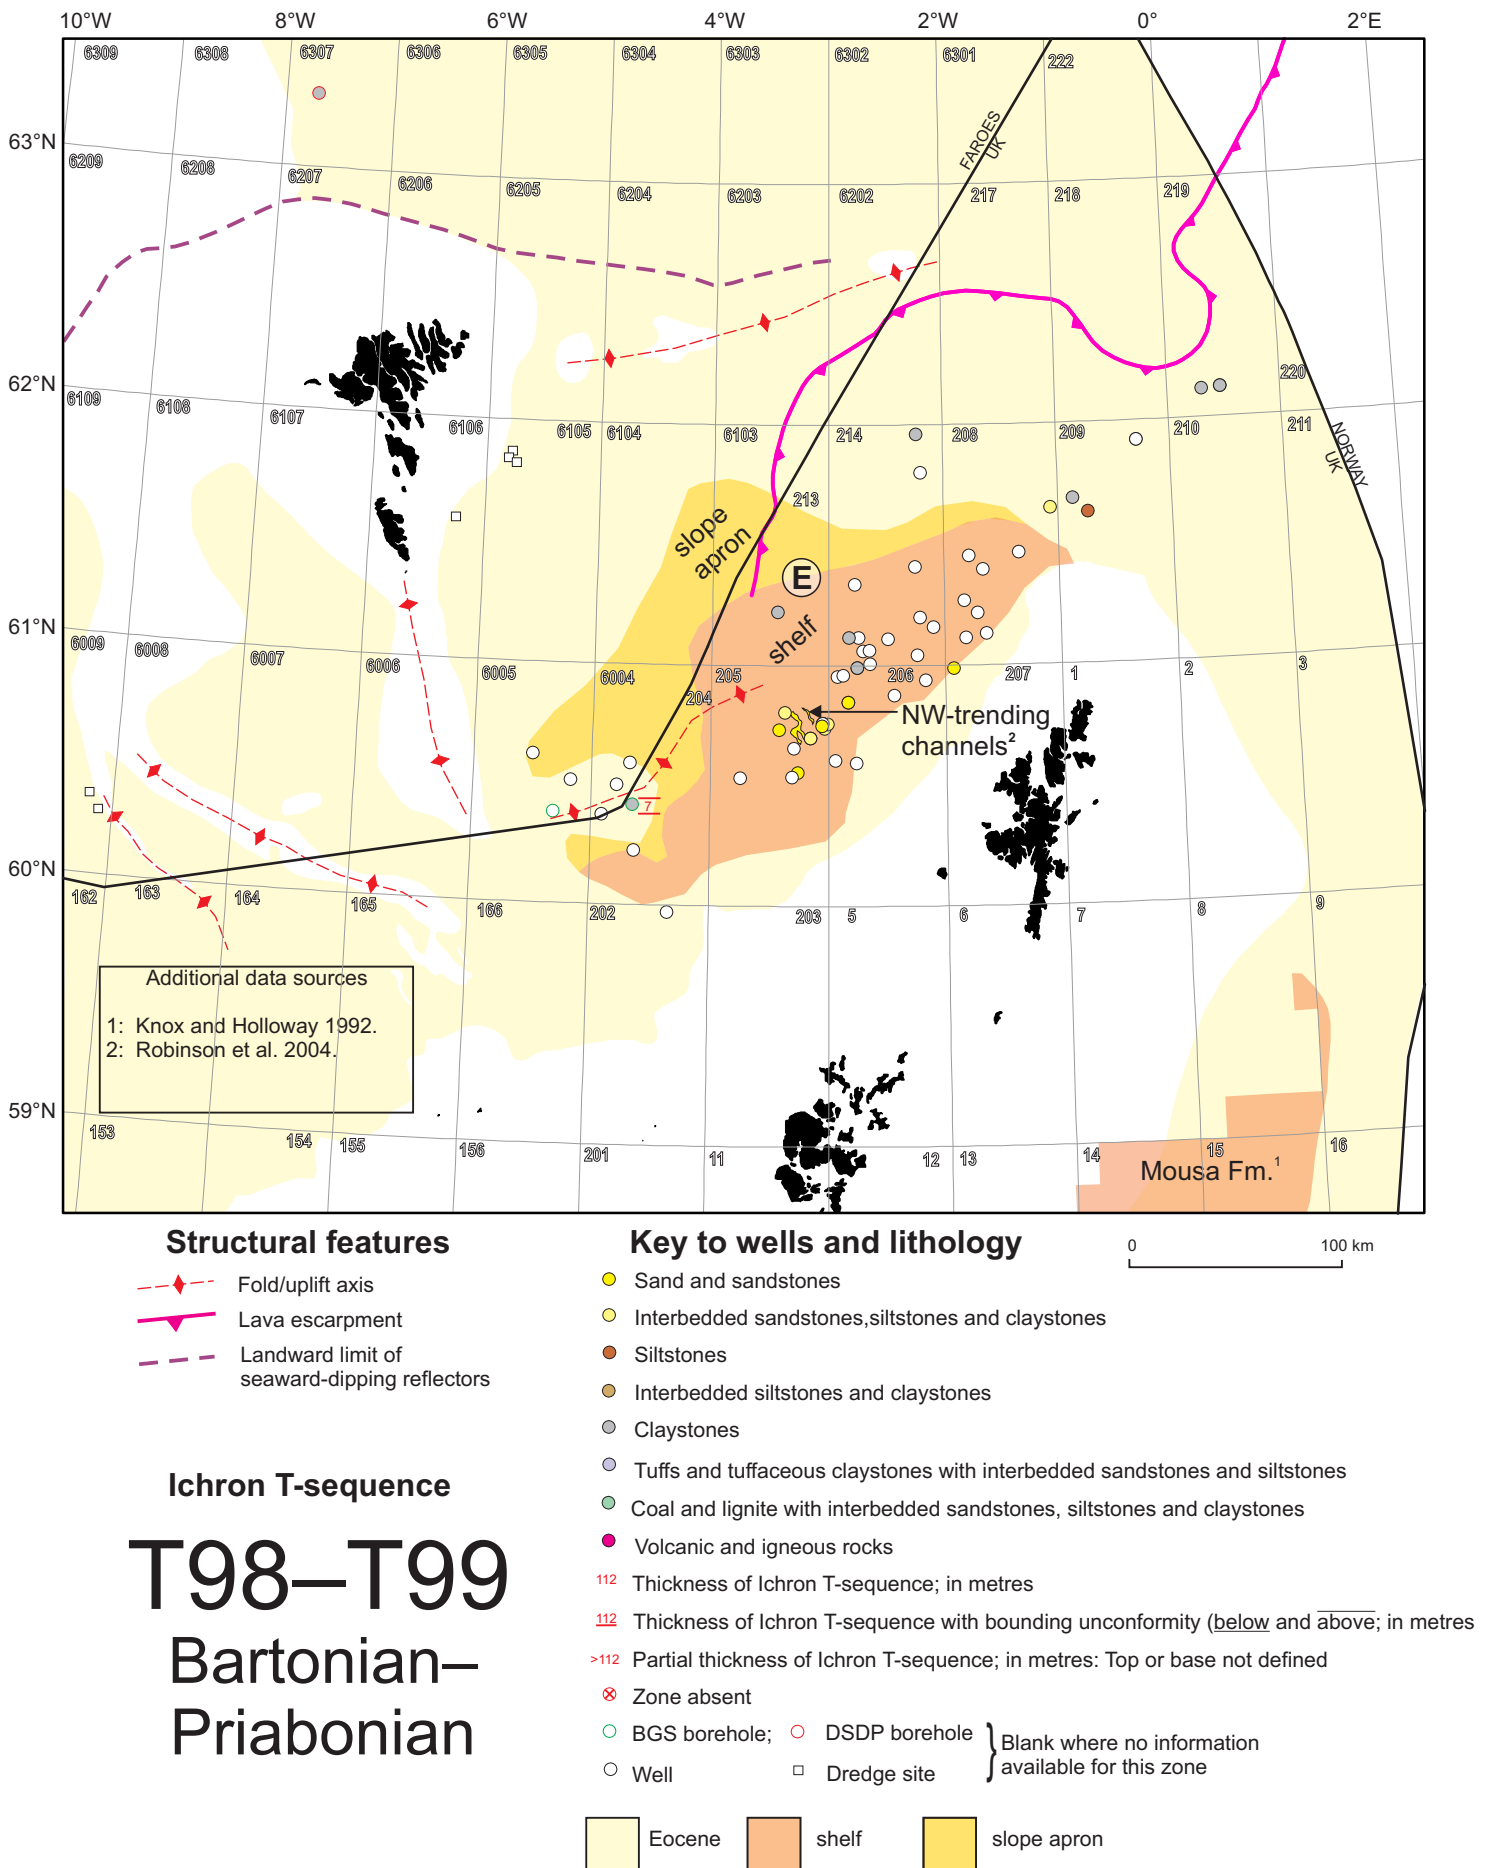 10°W 8°W 6°W 4°W 2°W 0° 2°E
6309 6308 6307 6306 6305 6304 6303 6302 6301 222
FAROES
UK
63°N
6209 6208 6207 6206 6205 6204 6203 6202 217 218 219
62°N
6109 6108 6107 6106 6105 6104 6103 214 208 209 210 211 220
NORWAY
UK
213
slope
apron
E
shelf
61°N
6009 6008 6007 6006 6005 6004 205 204 206 207 1 2 3
NW-trending
channels²
7
60°N
162 163 164 165 166 202 203 5 6 7 8 9
Additional data sources
1: Knox and Holloway 1992.
2: Robinson et al. 2004.
59°N
153 154 155 156 201 11 12 13 14 15 16
Mousa Fm.¹
Structural features
Fold/uplift axis
Lava escarpment
Landward limit of
seaward-dipping reflectors
Ichron T-sequence
T98–T99
Bartonian–
Priabonian
Key to wells and lithology
0 100 km
Sand and sandstones
Interbedded sandstones,siltstones and claystones
Siltstones
Interbedded siltstones and claystones
Claystones
Tuffs and tuffaceous claystones with interbedded sandstones and siltstones
Coal and lignite with interbedded sandstones, siltstones and claystones
Volcanic and igneous rocks
112 Thickness of Ichron T-sequence; in metres
112 Thickness of Ichron T-sequence with bounding unconformity (below and above; in metres
>112 Partial thickness of Ichron T-sequence; in metres: Top or base not defined
Zone absent
BGS borehole; DSDP borehole
Well Dredge site
Blank where no information
available for this zone
Eocene shelf slope apron